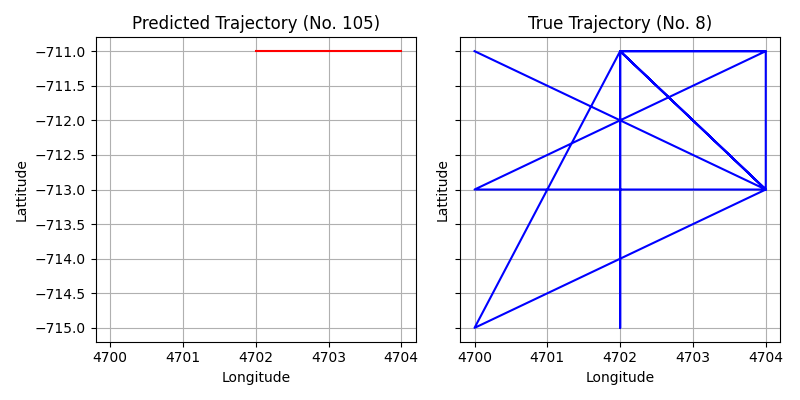 Predicted Trajectory (No. 105)
−711.0
−711.5
−712.0
−712.5
−713.0
−713.5
−714.0
−714.5
−715.0
Lattitude
4700 4701 4702 4703 4704
Longitude
True Trajectory (No. 8)
Lattitude
4700 4701 4702 4703 4704
Longitude